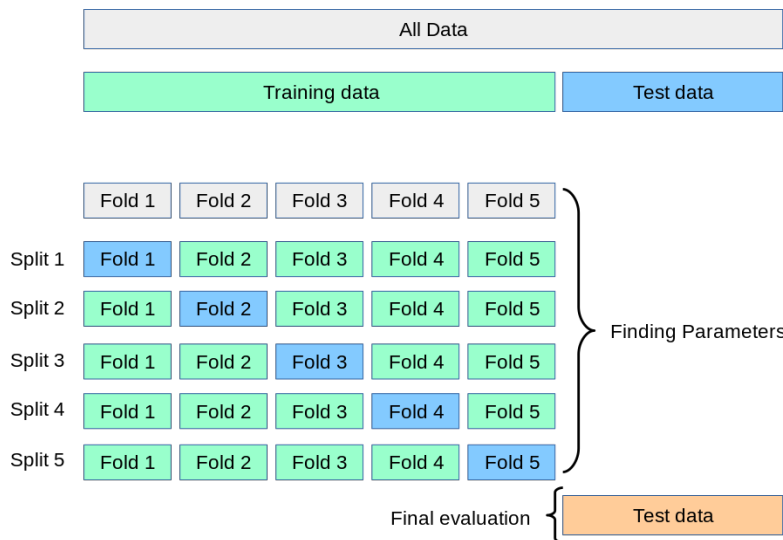 All Data
Training data Test data
Fold 1 Fold 2 Fold 3 Fold 4 Fold 5
Split 1 Fold 1 Fold 2 Fold 3 Fold 4 Fold 5
Split 2 Fold 1 Fold 2 Fold 3 Fold 4 Fold 5
Finding Parameters
Split 3 Fold 1 Fold 2 Fold 3 Fold 4 Fold 5
Split 4 Fold 1 Fold 2 Fold 3 Fold 4 Fold 5
Split 5 Fold 1 Fold 2 Fold 3 Fold 4 Fold 5
Final evaluation Test data